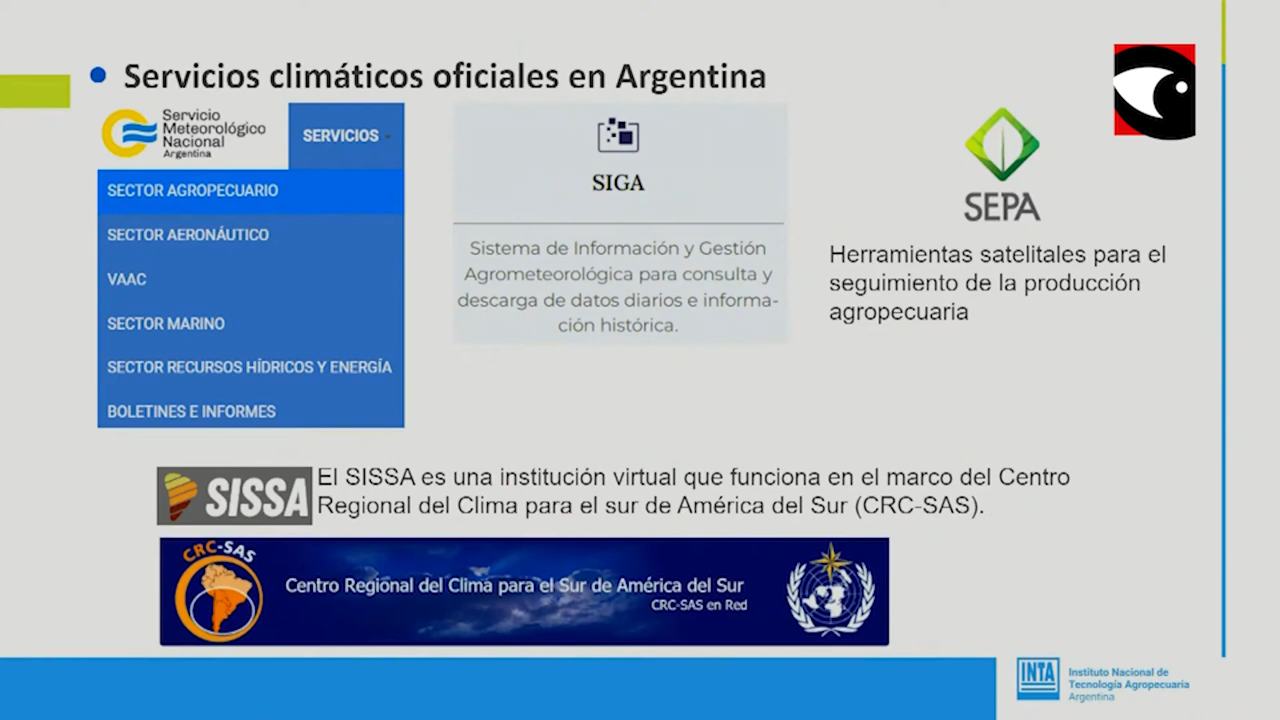 Servicios climáticos oficiales en Argentina
Servicio
Meteorológico
Nacional
Argentina
SERVICIOS
SECTOR AGROPECUARIO
SECTOR AERONÁUTICO
VAAC
SECTOR MARINO
SECTOR RECURSOS HÍDRICOS Y ENERGÍA
BOLETINES E INFORMES
SIGA
Sistema de Información y Gestión
Agrometeorológica para consulta y
descarga de datos diarios e informa-
ción histórica.
SEPA
Herramientas satelitales para el
seguimiento de la producción
agropecuaria
SISSA
El SISSA es una institución virtual que funciona en el marco del Centro
Regional del Clima para el sur de América del Sur (CRC-SAS).
CRC-SAS
Centro Regional del Clima para el Sur de América del Sur
CRC-SAS en Red
INTA
Instituto Nacional de
Tecnología Agropecuaria
Argentina